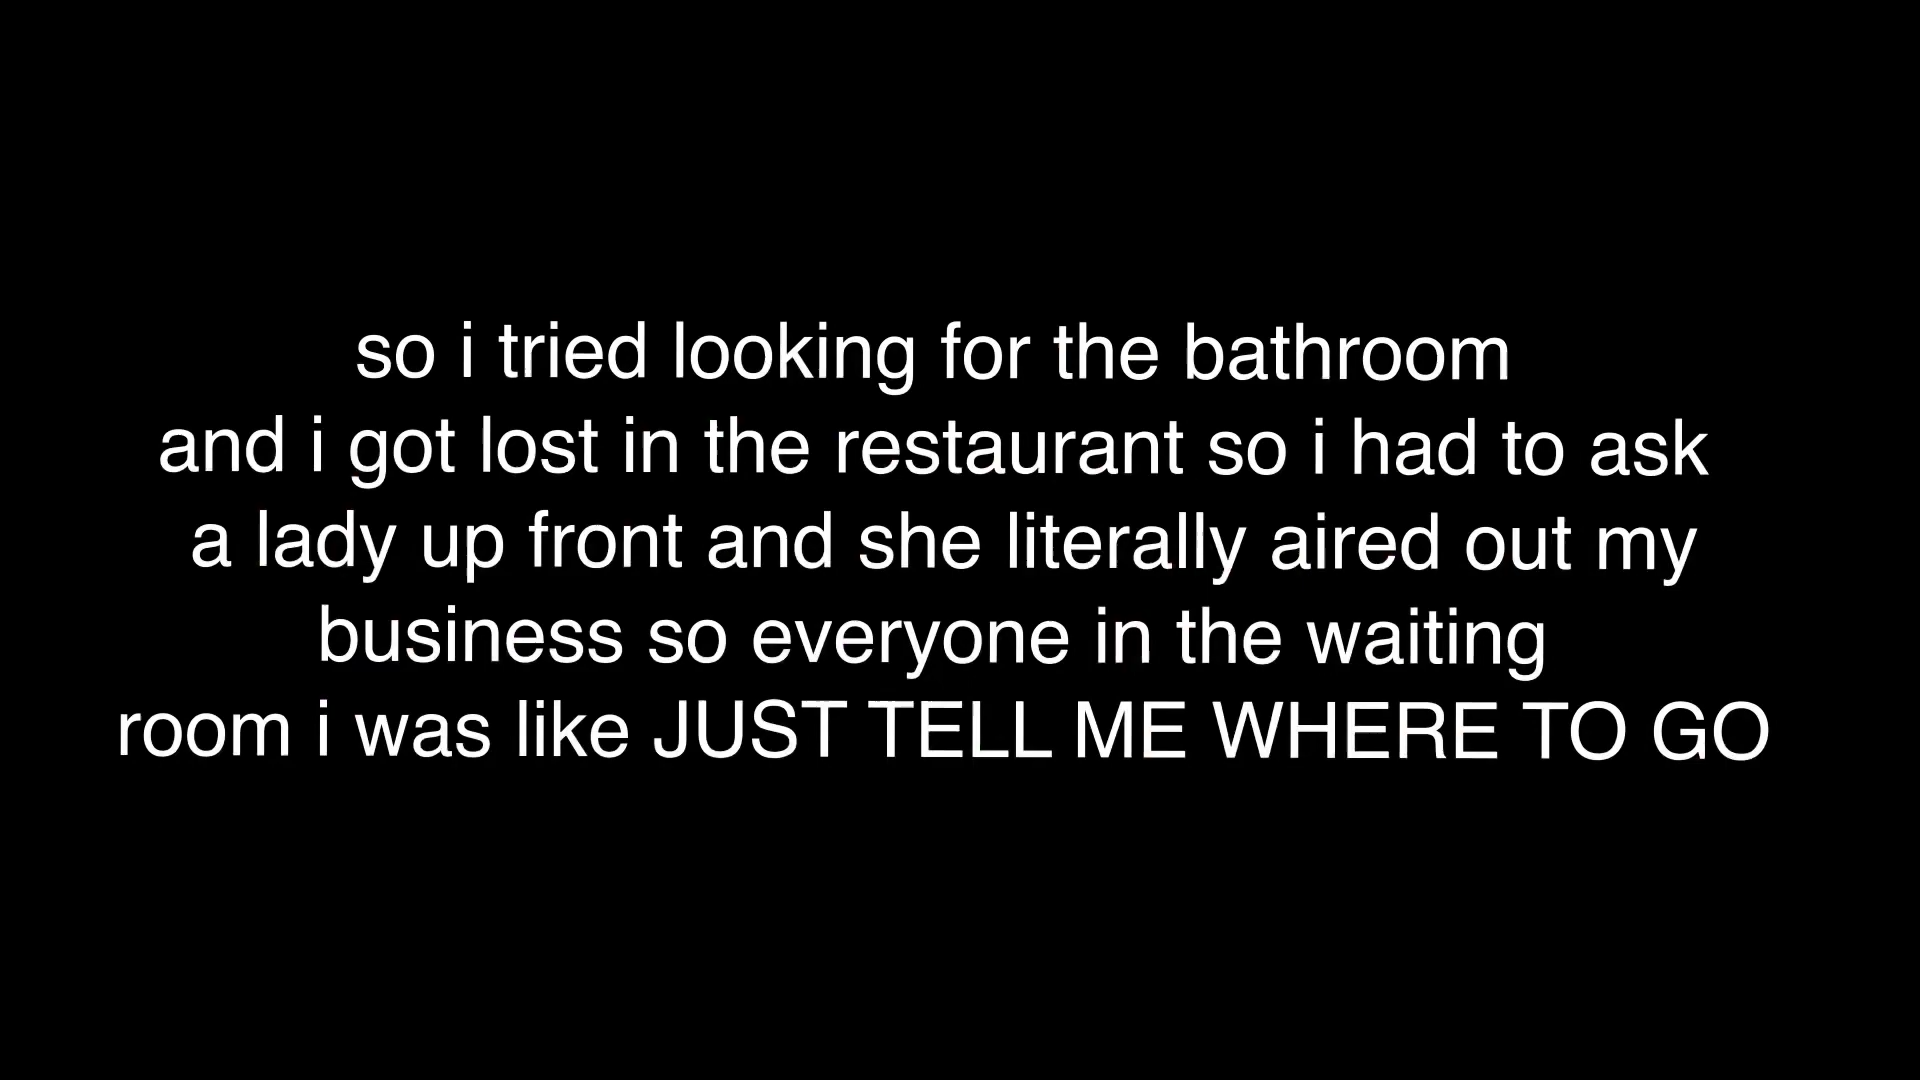 so i tried looking for the bathroom
and i got lost in the restaurant so i had to ask
a lady up front and she literally aired out my
business so everyone in the waiting
room i was like JUST TELL ME WHERE TO GO